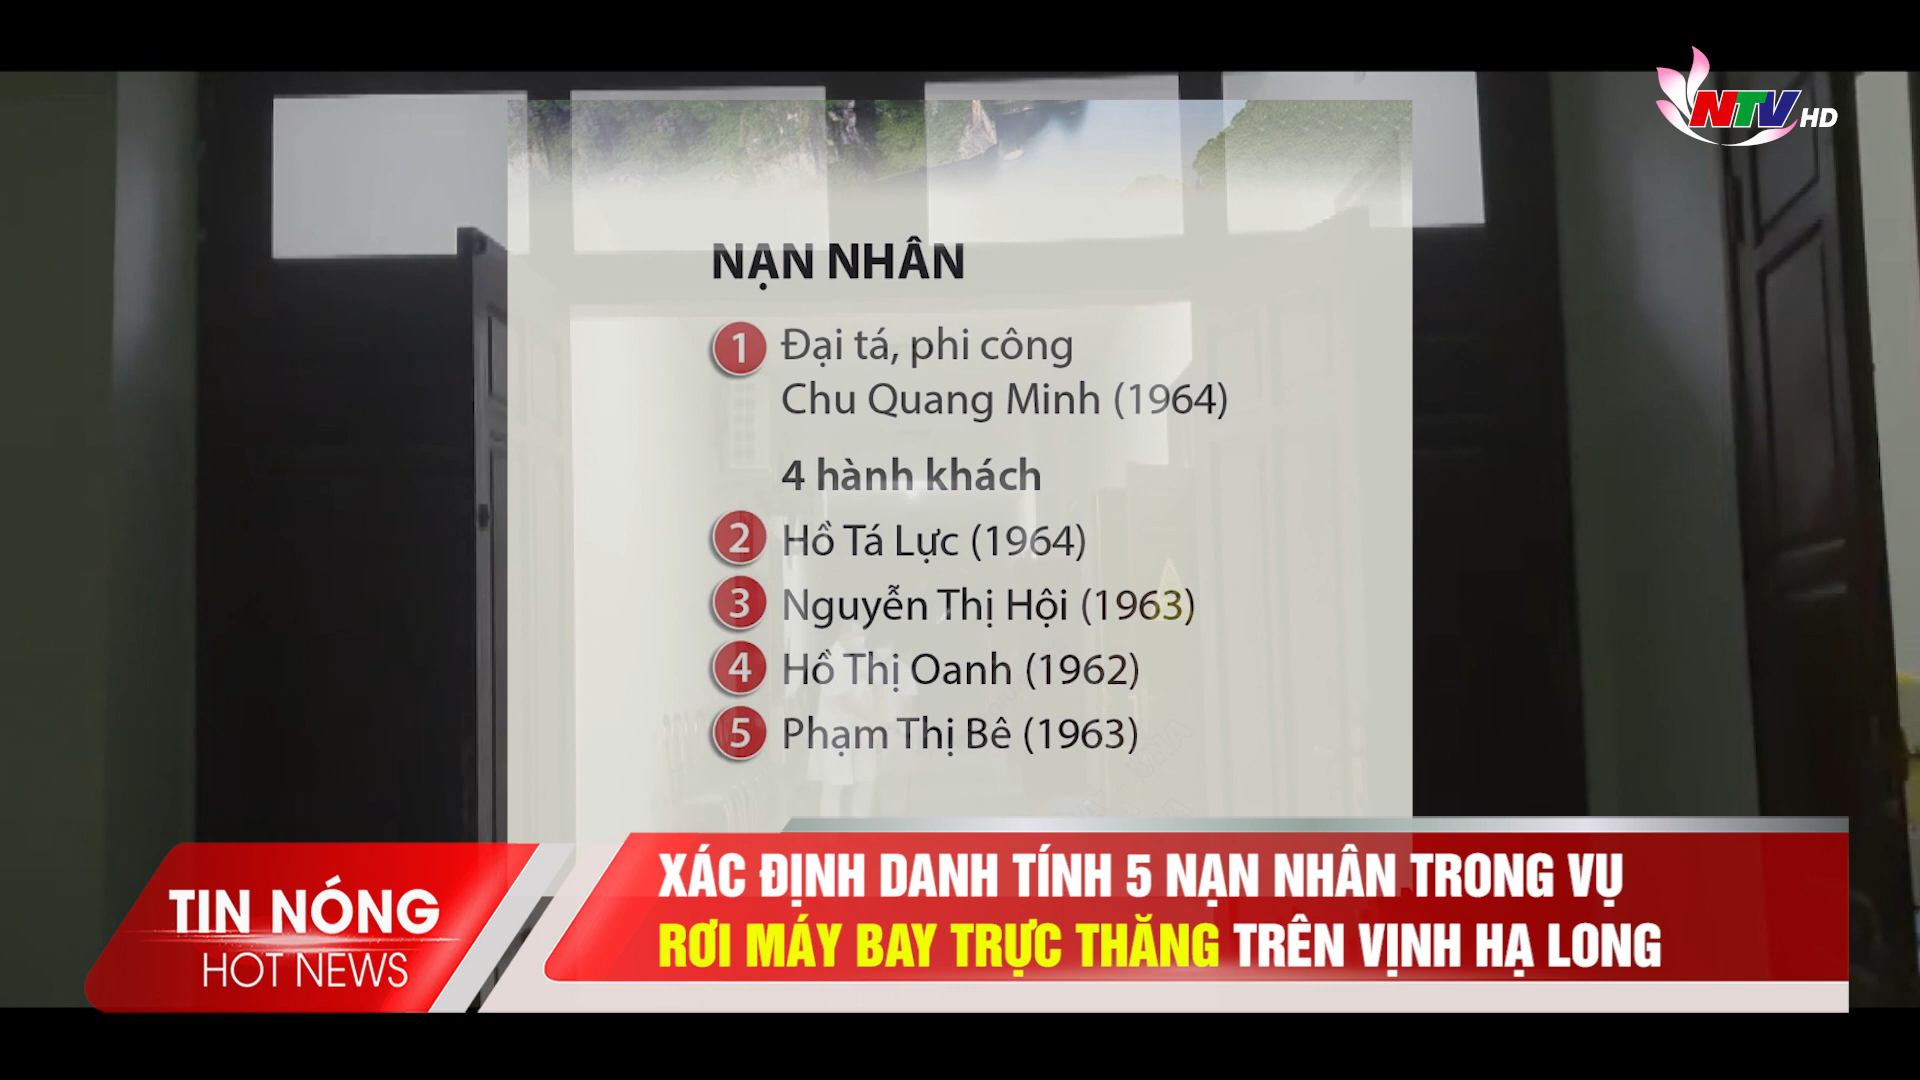 NTV HD
NẠN NHÂN
1 Đại tá, phi công
Chu Quang Minh (1964)
4 hành khách
2 Hồ Tá Lực (1964)
3 Nguyễn Thị Hội (1963)
4 Hồ Thị Oanh (1962)
5 Phạm Thị Bê (1963)
TIN NÓNG
HOT NEWS
XÁC ĐỊNH DANH TÍNH 5 NẠN NHÂN TRONG VỤ
RƠI MÁY BAY TRỰC THĂNG TRÊN VỊNH HẠ LONG